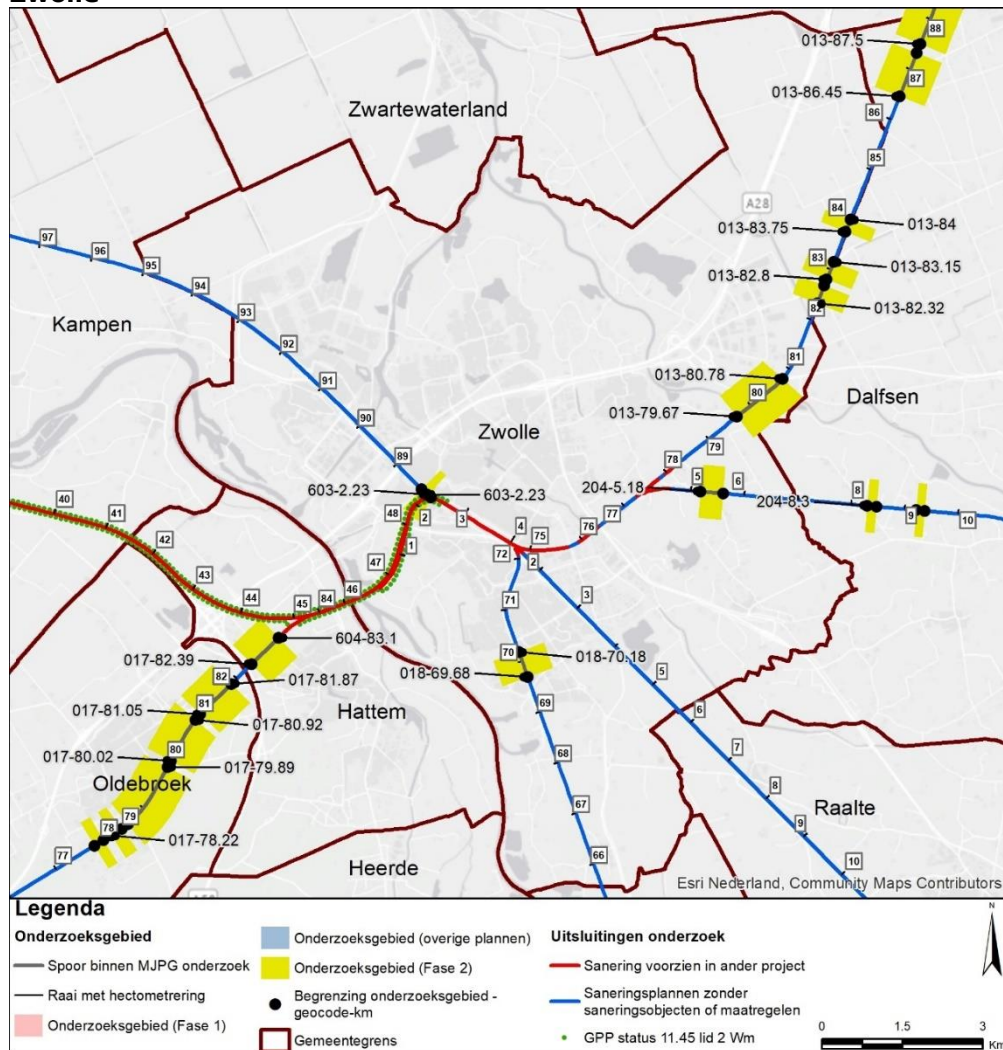 Zwolle
88
013-87.5
87
013-86.45
86
Zwartewaterland
85
A28
84
013-84
013-83.75
97
96
95
83
013-83.15
94
013-82.8
93
82
013-82.32
Kampen
92
81
91
013-80.78
80
Dalfsen
90
013-79.67
Zwolle
79
89
78
204-5.18
5
6
603-2.23
603-2.23
77
204-8.3
8
9
10
40
41
48
2
3
4
76
75
42
1
72
2
47
43
46
71
3
44
45
84
604-83.1
70
018-70.18
017-82.39
018-69.68
5
82
017-81.87
69
6
017-81.05
81
Hattem
017-80.92
68
7
017-80.02
80
017-79.89
8
Oldebroek
67
Raalte
79
78
9
017-78.22
77
66
10
Heerde
Esri Nederland, Community Maps Contributors
Legenda
Onderzoeksgebied
Spoor binnen MJPG onderzoek
Raai met hectometrering
Onderzoeksgebied (Fase 1)
Onderzoeksgebied (overige plannen)
Onderzoeksgebied (Fase 2)
Begrenzing onderzoeksgebied -
geocode-km
Gemeentegrens
Uitsluitingen onderzoek
Sanering voorzien in ander project
Saneringsplannen zonder
saneringsobjecten of maatregelen
GPP status 11.45 lid 2 Wm
N
0 1.5 3
Km